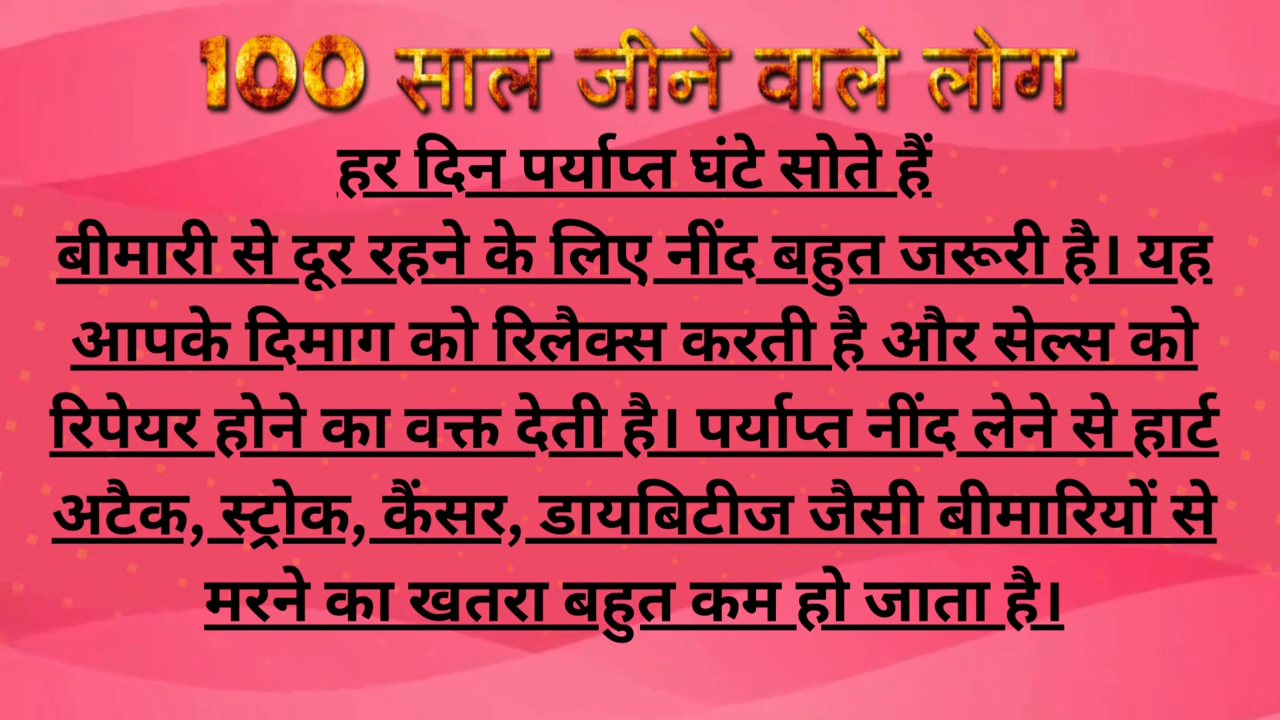 100 साल जीने वाले लोग
हर दिन पर्याप्त घंटे सोते हैं
बीमारी से दूर रहने के लिए नींद बहुत जरूरी है। यह
आपके दिमाग को रिलैक्स करती है और सेल्स को
रिपेयर होने का वक्त देती है। पर्याप्त नींद लेने से हार्ट
अटैक, स्ट्रोक, कैंसर, डायबिटीज जैसी बीमारियों से
मरने का खतरा बहुत कम हो जाता है।